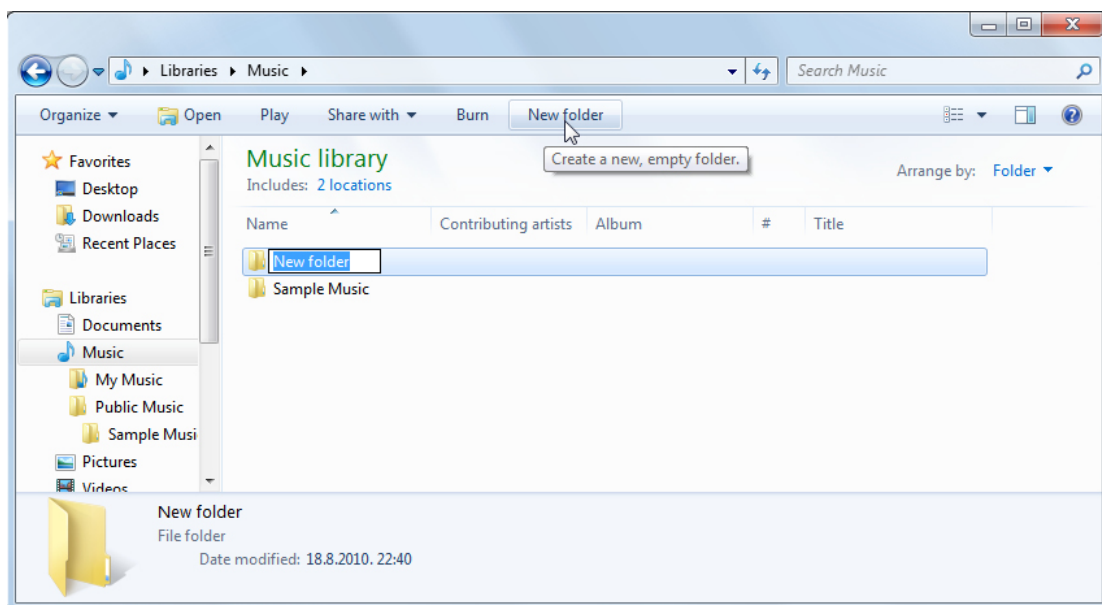 Libraries Music
Search Music
Organize Open Play Share with Burn New folder
Create a new, empty folder.
Favorites
Desktop
Downloads
Recent Places
Libraries
Documents
Music
My Music
Public Music
Sample Musi
Pictures
Videos
Music library
Includes: 2 locations
Arrange by: Folder
Name Contributing artists Album # Title
New folder
Sample Music
New folder
File folder
Date modified: 18.8.2010. 22:40